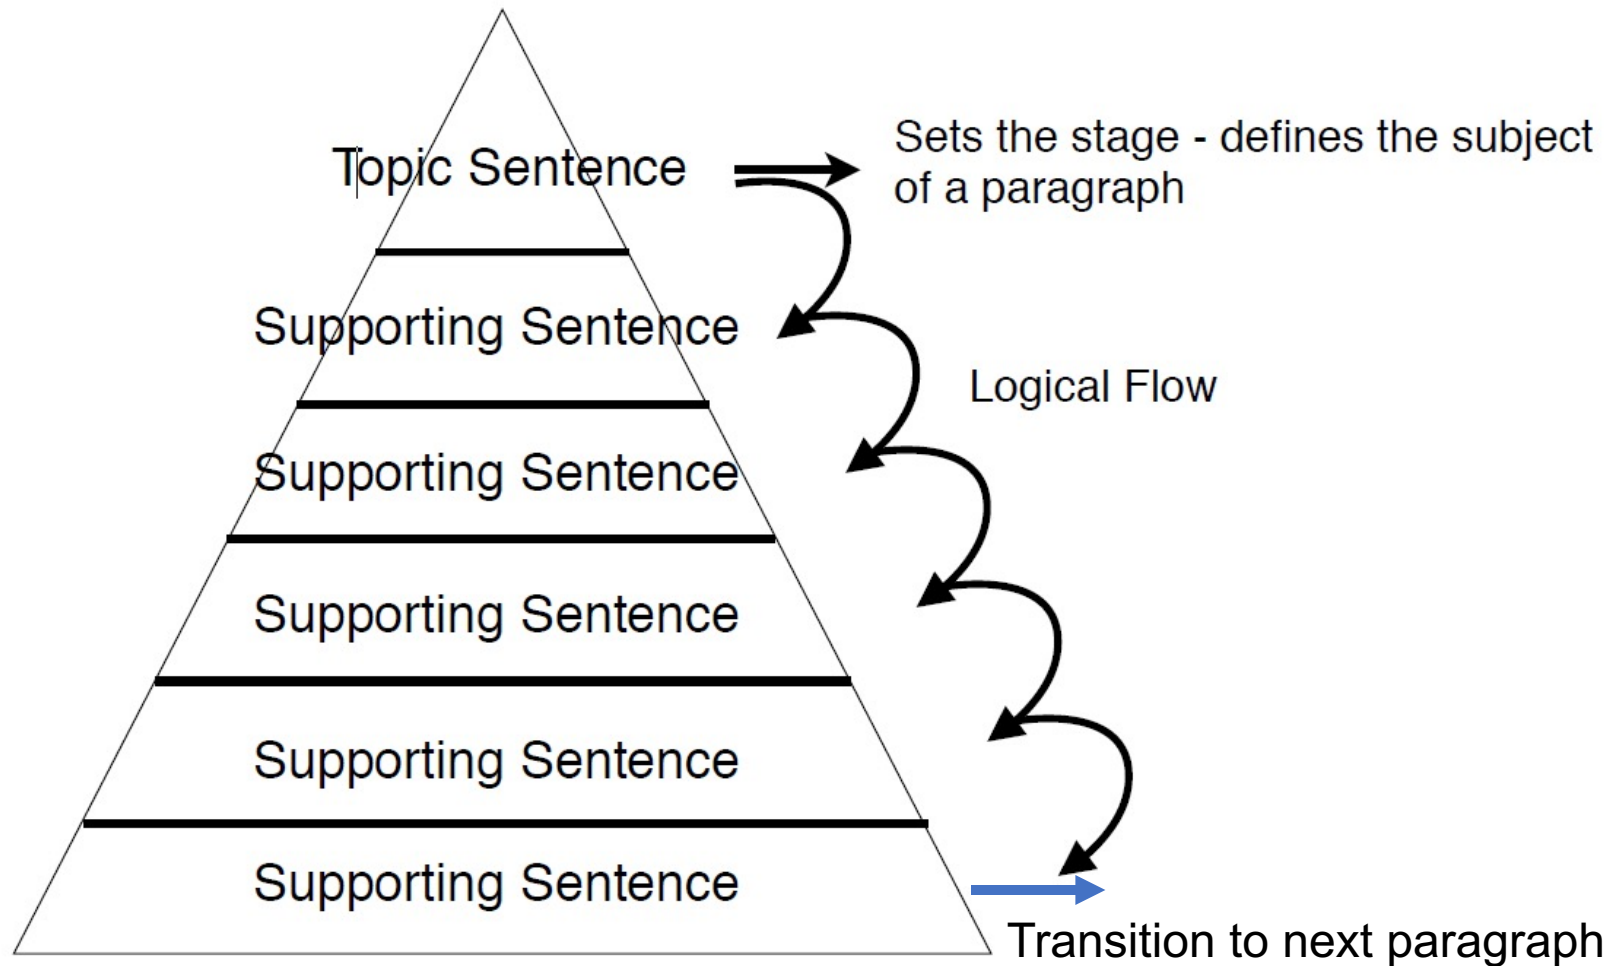 Topic Sentence
Sets the stage - defines the subject
of a paragraph
Supporting Sentence
Logical Flow
Supporting Sentence
Supporting Sentence
Supporting Sentence
Supporting Sentence
Transition to next paragraph